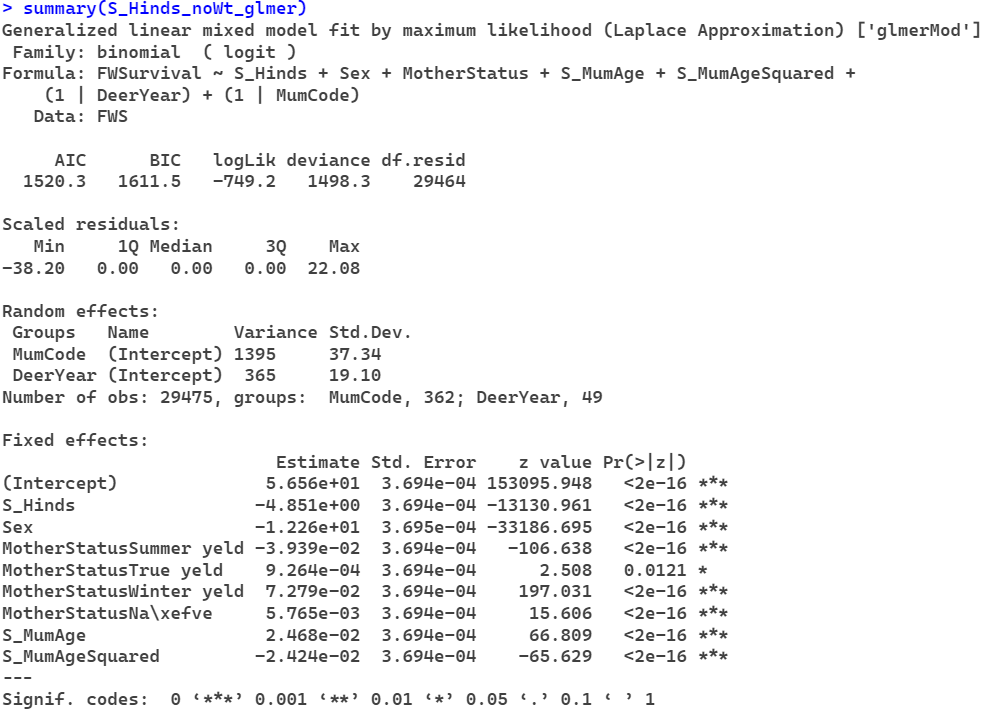 > summary(S_Hinds_noWt_glmer)
Generalized linear mixed model fit by maximum likelihood (Laplace Approximation) ['glmerMod']
 Family: binomial  ( logit )
Formula: FWSurvival ~ S_Hinds + Sex + MotherStatus + S_MumAge + S_MumAgeSquared +
    (1 | DeerYear) + (1 | MumCode)
   Data: FWS

     AIC      BIC   logLik deviance df.resid
  1520.3   1611.5   -749.2   1498.3    29464

Scaled residuals:
   Min     1Q Median     3Q    Max
-38.20   0.00   0.00   0.00  22.08

Random effects:
 Groups   Name        Variance Std.Dev.
 MumCode  (Intercept) 1395     37.34
 DeerYear (Intercept)  365     19.10
Number of obs: 29475, groups:  MumCode, 362; DeerYear, 49

Fixed effects:
                          Estimate Std. Error    z value Pr(>|z|)
(Intercept)              5.656e+01  3.694e-04 153095.948   <2e-16 ***
S_Hinds                 -4.851e+00  3.694e-04 -13130.961   <2e-16 ***
Sex                     -1.226e+01  3.695e-04 -33186.695   <2e-16 ***
MotherStatusSummer yeld -3.939e-02  3.694e-04   -106.638   <2e-16 ***
MotherStatusTrue yeld    9.264e-04  3.694e-04      2.508   0.0121 *
MotherStatusWinter yeld  7.279e-02  3.694e-04    197.031   <2e-16 ***
MotherStatusNa\xefve     5.765e-03  3.694e-04     15.606   <2e-16 ***
S_MumAge                 2.468e-02  3.694e-04     66.809   <2e-16 ***
S_MumAgeSquared         -2.424e-02  3.694e-04    -65.629   <2e-16 ***
---
Signif. codes:  0 ‘***’ 0.001 ‘**’ 0.01 ‘*’ 0.05 ‘.’ 0.1 ‘ ’ 1